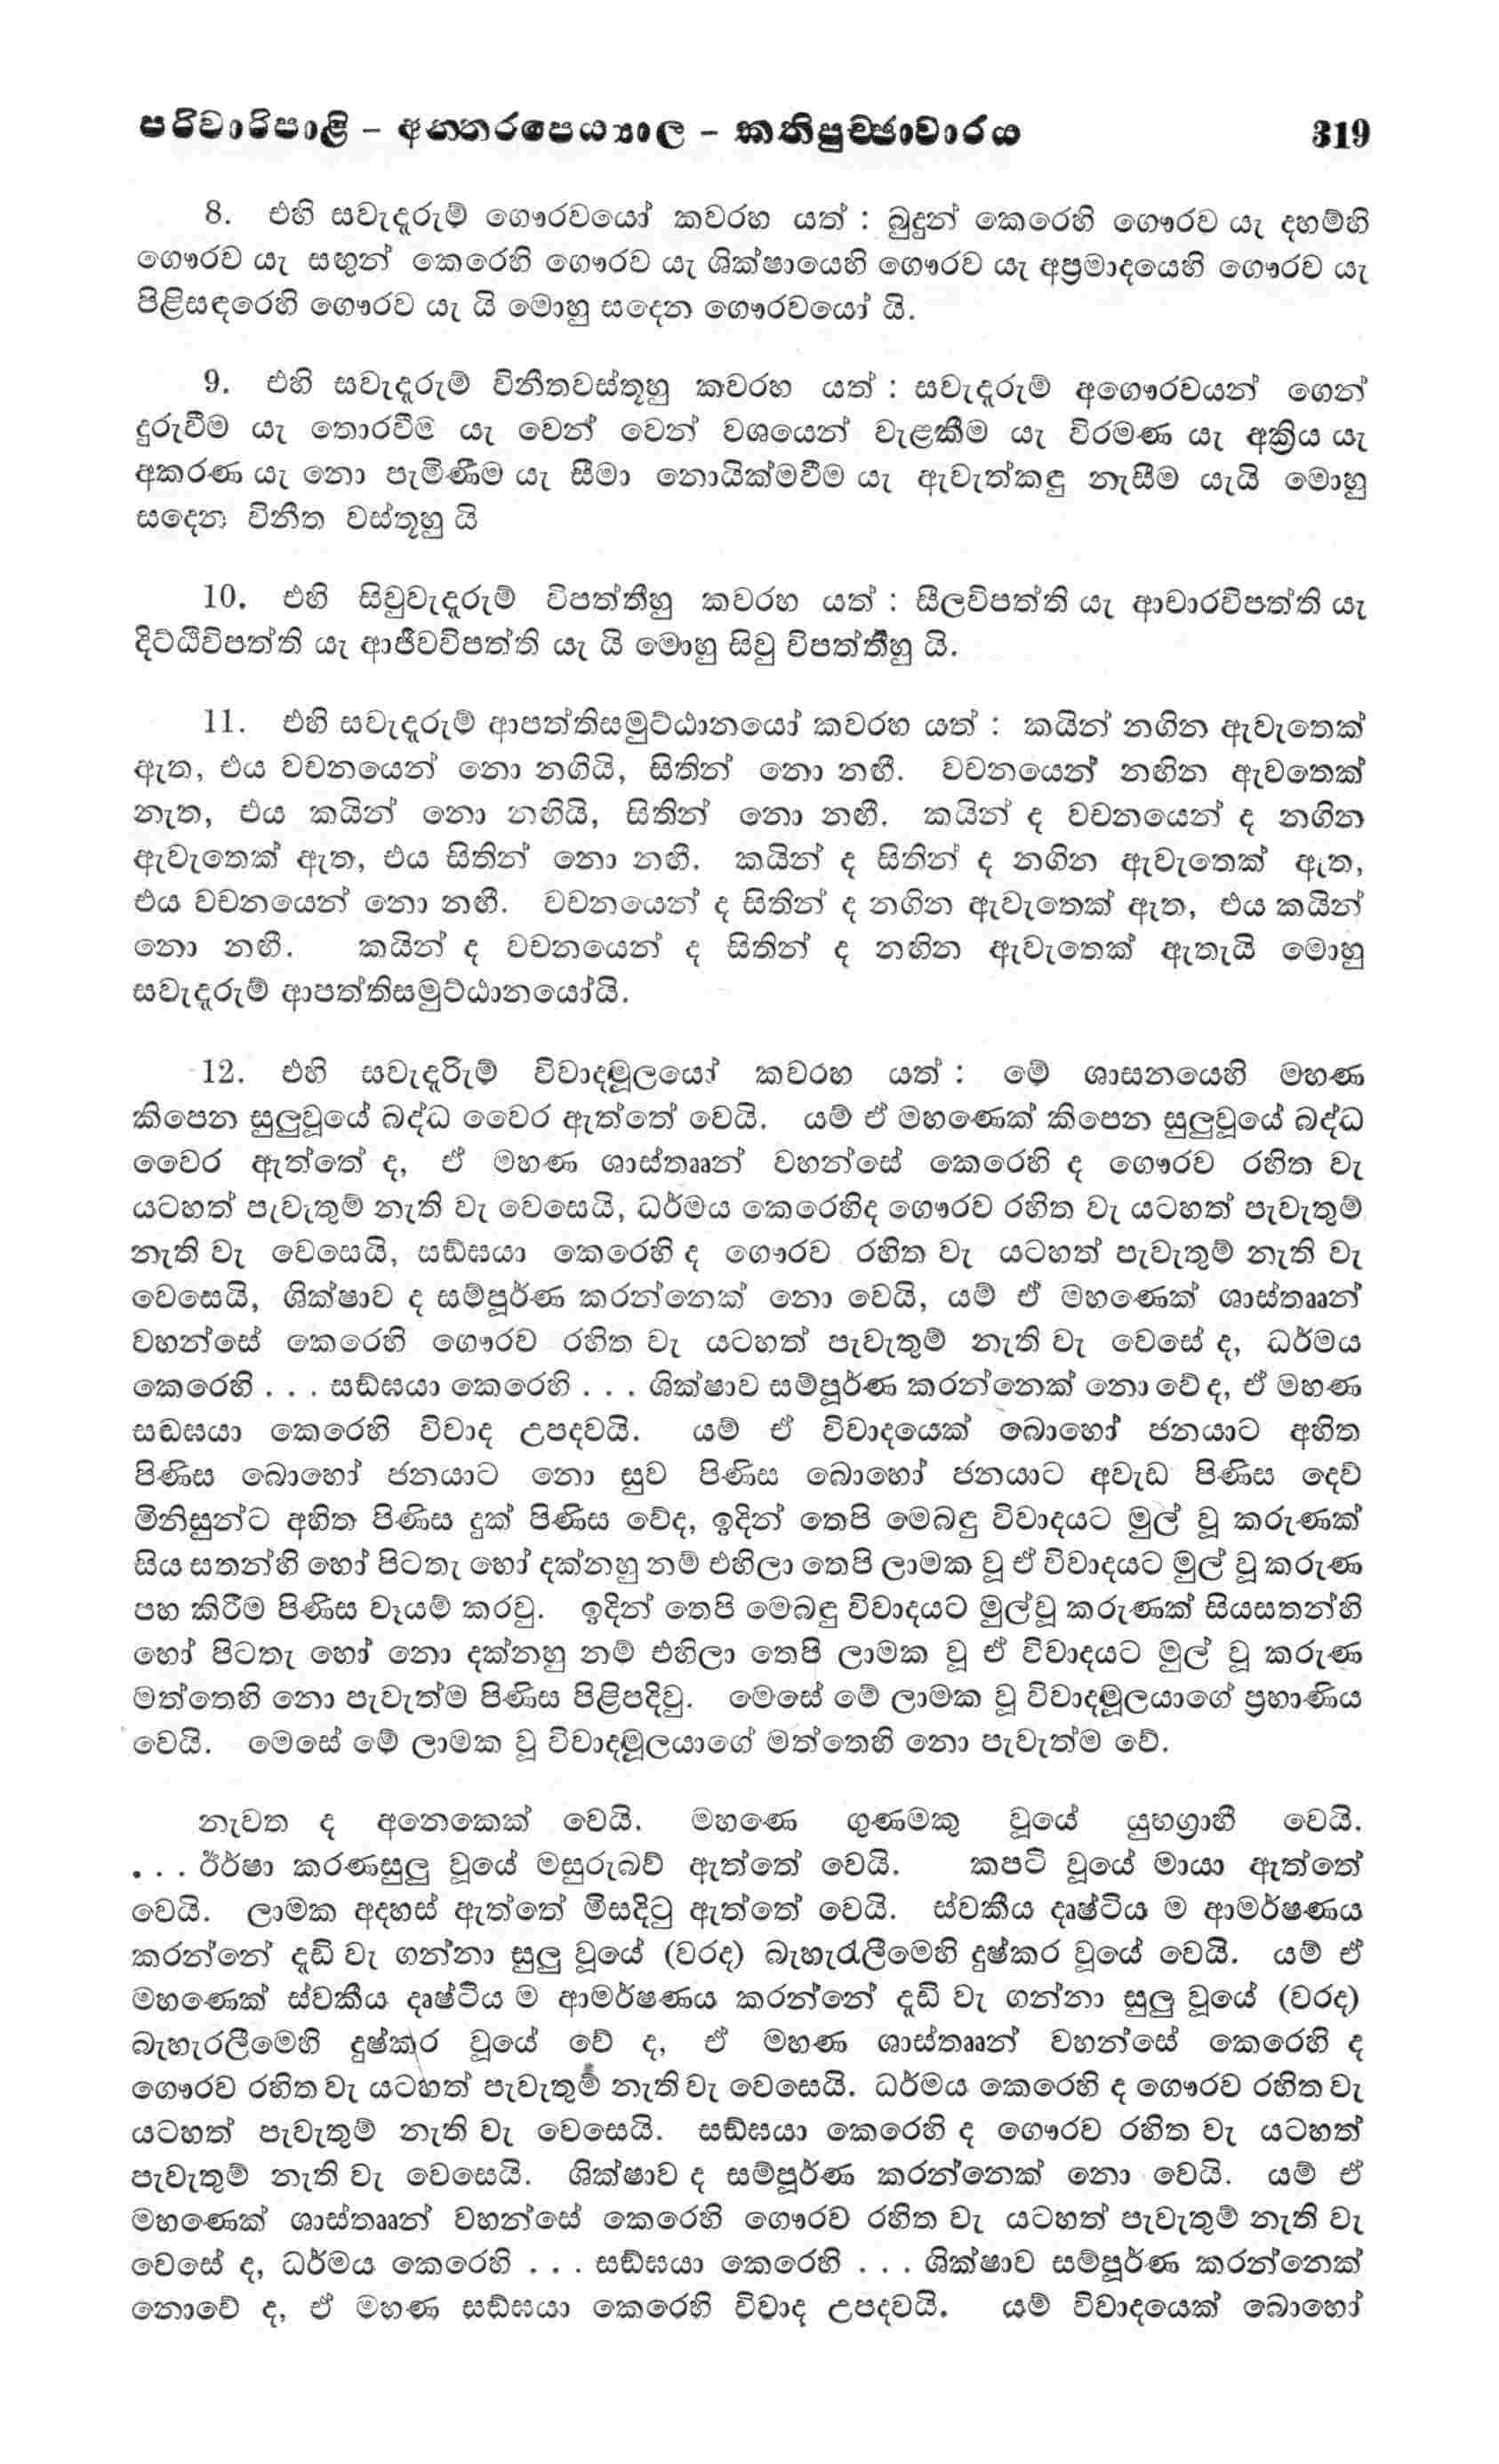 පරිවාරිපාළි – අන්තරපෙය්‍යාල – කතිපුච්ඡාවාරය 319
8. එහි සවැදෑරුම් ගෞරවයෝ කවරහ යත් : බුදුන් කෙරෙහි ගෞරව යැ දහම්හි
ගෞරව යැ සඟුන් කෙරෙහි ගෞරව යැ ශික්ෂායෙහි ගෞරව යැ අප්‍රමාදයෙහි ගෞරව යැ
පිළිසඳරෙහි ගෞරව යැ යි මොහු සදෙන ගෞරවයෝ යි.
9. එහි සවැදෑරුම් විනීතවස්තූහු කවරහ යත් : සවැදෑරුම් අගෞරවයන් ගෙන්
දුරුවීම යැ තොරවීම යැ වෙන් වෙන් වශයෙන් වැළකීම යැ විරමණ යැ අක්‍රිය යැ
අකරණ යැ නො පැමිණීම යැ සීමා නොයික්මවීම යැ ඇවැත්කඳු නැසීම යැයි මොහු
සදෙන විනීත වස්තූහු යි
10. එහි සිවුවැදෑරුම් විපත්තීහු කවරහ යත් : සීලවිපත්ති යැ ආචාරවිපත්ති යැ
දිට්ඨිවිපත්ති යැ ආජීවවිපත්ති යැ යි මොහු සිවු විපත්තීහු යි.
11. එහි සවැදෑරුම් ආපත්තිසමුට්ඨානයෝ කවරහ යත් : කයින් නගින ඇවැතෙක්
ඇත, එය වචනයෙන් නො නගියි, සිතින් නො නඟී. වචනයෙන් නඟින ඇවතෙක්
නැත, එය කයින් නො නඟියි, සිතින් නො නඟී. කයින් ද වචනයෙන් ද නගින
ඇවැතෙක් ඇත, එය සිතින් නො නඟී. කයින් ද සිතින් ද නගින ඇවැතෙක් ඇත,
එය වචනයෙන් නො නඟී. වචනයෙන් ද සිතින් ද නගින ඇවැතෙක් ඇත, එය කයින්
නො නඟී. කයින් ද වචනයෙන් ද සිතින් ද නඟින ඇවැතෙක් ඇතැයි මොහු
සවැදෑරුම් ආපත්තිසමුට්ඨානයෝයි.
12. එහි සවැදෑරිුම් විවාදමූලයෝ කවරහ යත් : මේ ශාසනයෙහි මහණ
කිපෙන සුලුවූයේ බද්ධ වෛර ඇත්තේ වෙයි. යම් ඒ මහණෙක් කිපෙන සුලුවූයේ බද්ධ
වෛර ඇත්තේ ද, ඒ මහණ ශාස්තෲන් වහන්සේ කෙරෙහි ද ගෞරව රහිත වැ
යටහත් පැවැතුම් නැති වැ වෙසෙයි, ධර්මය කෙරෙහිද ගෞරව රහිත වැ යටහත් පැවැතුම්
නැති වැ වෙසෙයි, සඞ්ඝයා කෙරෙහි ද ගෞරව රහිත වැ යටහත් පැවැතුම් නැති වැ
වෙසෙයි, ශික්ෂාව ද සම්පූර්ණ කරන්නෙක් නො වෙයි, යම් ඒ මහණෙක් ශාස්තෲන්
වහන්සේ කෙරෙහි ගෞරව රහිත වැ යටහත් පැවැතුම් නැති වැ වෙසේ ද, ධර්මය
කෙරෙහි . . . සඞ්ඝයා කෙරෙහි . . . ශික්ෂාව සම්පූර්ණ කරන්නෙක් නො වේ ද, ඒ මහණ
සඞඝයා කෙරෙහි විවාද උපදවයි. යම් ඒ විවාදයෙක් බොහෝ ජනයාට අහිත
පිණිස බොහෝ ජනයාට නො සුව පිණිස බොහෝ ජනයාට අවැඩ පිණිස දෙව්
මිනිසුන්ට අහිත පිණිස දුක් පිණිස වේද, ඉදින් තෙපි මෙබඳු විවාදයට මුල් වූ කරුණක්
සිය සතන්හි හෝ පිටතැ හෝ දක්නහු නම් එහිලා තෙපි ලාමක වූ ඒ විවාදයට මුල් වූ කරුණ
පහ කිරීම පිණිස වෑයම් කරවු. ඉදින් තෙපි මෙබඳු විවාදයට මුල්වූ කරුණක් සියසතන්හි
හෝ පිටතැ හෝ නො දක්නහු නම් එහිලා තෙපි ලාමක වූ ඒ විවාදයට මුල් වූ කරුණ
මත්තෙහි නො පැවැත්ම පිණිස පිළිපදිවු. මෙසේ මේ ලාමක වූ විවාදමූලයාගේ ප්‍රහාණිය
වෙයි. මෙසේ මේ ලාමක වූ විවාදමූලයාගේ මත්තෙහි නො පැවැත්ම වේ.
නැවත ද අනෙකෙක් වෙයි. මහණෙ ගුණමකු වූයේ යුභග්‍රාහී වෙයි.
. . . ඊර්ෂා කරණසුලු වූයේ මසුරුබව් ඇත්තේ වෙයි. කපටි වූයේ මායා ඇත්තේ
වෙයි. ලාමක අදහස් ඇත්තේ මිසදිටු ඇත්තේ වෙයි. ස්වකීය දෘෂ්ටිය ම ආමර්ෂණය
කරන්නේ දැඩි වැ ගන්නා සුලු වූයේ (වරද) බැහැරැලීමෙහි දුෂ්කර වූයේ වෙයි. යම් ඒ
මහණෙක් ස්වකීය දෘෂ්ටිය ම ආමර්ෂණය කරන්නේ දැඩි වැ ගන්නා සුලු වූයේ (වරද)
බැහැරලීමෙහි දුෂ්කර වූයේ වේ ද, ඒ මහණ ශාස්තෲන් වහන්සේ කෙරෙහි ද
ගෞරව රහිත වැ යටහත් පැවැතුම් නැති වැ වෙසෙයි. ධර්මය කෙරෙහි ද ගෞරව රහිත වැ
යටහත් පැවැතුම් නැති වැ වෙසෙයි. සඞ්ඝයා කෙරෙහි ද ගෞරව රහිත වැ යටහත්
පැවැතුම් නැති වැ වෙසෙයි. ශික්ෂාව ද සම්පූර්ණ කරන්නෙක් නො වෙයි. යම් ඒ
මහණෙක් ශාස්තෲන් වහන්සේ කෙරෙහි ගෞරව රහිත වැ යටහත් පැවැතුම් නැති වැ
වෙසේ ද, ධර්මය කෙරෙහි . . . සඞ්ඝයා කෙරෙහි . . . ශික්ෂාව සම්පූර්ණ කරන්නෙක්
නොවේ ද, ඒ මහණ සඞ්ඝයා කෙරෙහි විවාද උපදවයි. යම් විවාදයෙක් බොහෝ